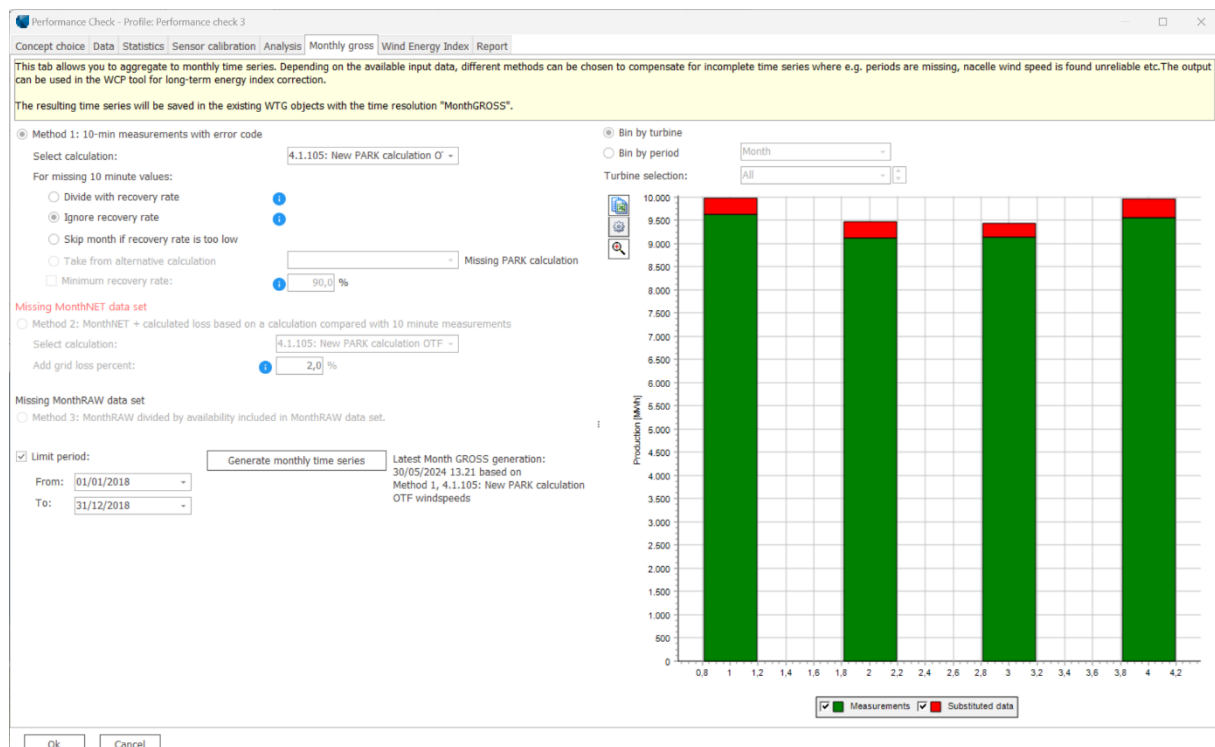 Performance Check - Profile: Performance check 3
Concept choice Data Statistics Sensor calibration Analysis Monthly gross Wind Energy Index Report
This tab allows you to aggregate to monthly time series. Depending on the available input data, different methods can be chosen to compensate for incomplete time series where e.g. periods are missing, nacelle wind speed is found unreliable etc.The output
can be used in the WCP tool for long-term energy index correction.
The resulting time series will be saved in the existing WTG objects with the time resolution "MonthGROSS".
Method 1: 10-min measurements with error code
Select calculation:
4.1.105: New PARK calculation O
For missing 10 minute values:
Divide with recovery rate
Ignore recovery rate
Skip month if recovery rate is too low
Take from alternative calculation
Missing PARK calculation
Minimum recovery rate:
90,0 %
Missing MonthNET data set
Method 2: MonthNET + calculated loss based on a calculation compared with 10 minute measurements
Select calculation:
4.1.105: New PARK calculation OTF
Add grid loss percent:
2,0 %
Missing MonthRAW data set
Method 3: MonthRAW divided by availability included in MonthRAW data set.
Limit period:
From: 01/01/2018
To: 31/12/2018
Generate monthly time series
Latest Month GROSS generation:
30/05/2024 13.21 based on
Method 1, 4.1.105: New PARK calculation
OTF windspeeds
Bin by turbine
Bin by period
Month
Turbine selection:
All
Production [MWh]
10.000
9.500
9.000
8.500
8.000
7.500
7.000
6.500
6.000
5.500
5.000
4.500
4.000
3.500
3.000
2.500
2.000
1.500
1.000
500
0
0,8 1 1,2 1,4 1,6 1,8 2 2,2 2,4 2,6 2,8 3 3,2 3,4 3,6 3,8 4 4,2
Measurements Substituted data
Ok Cancel